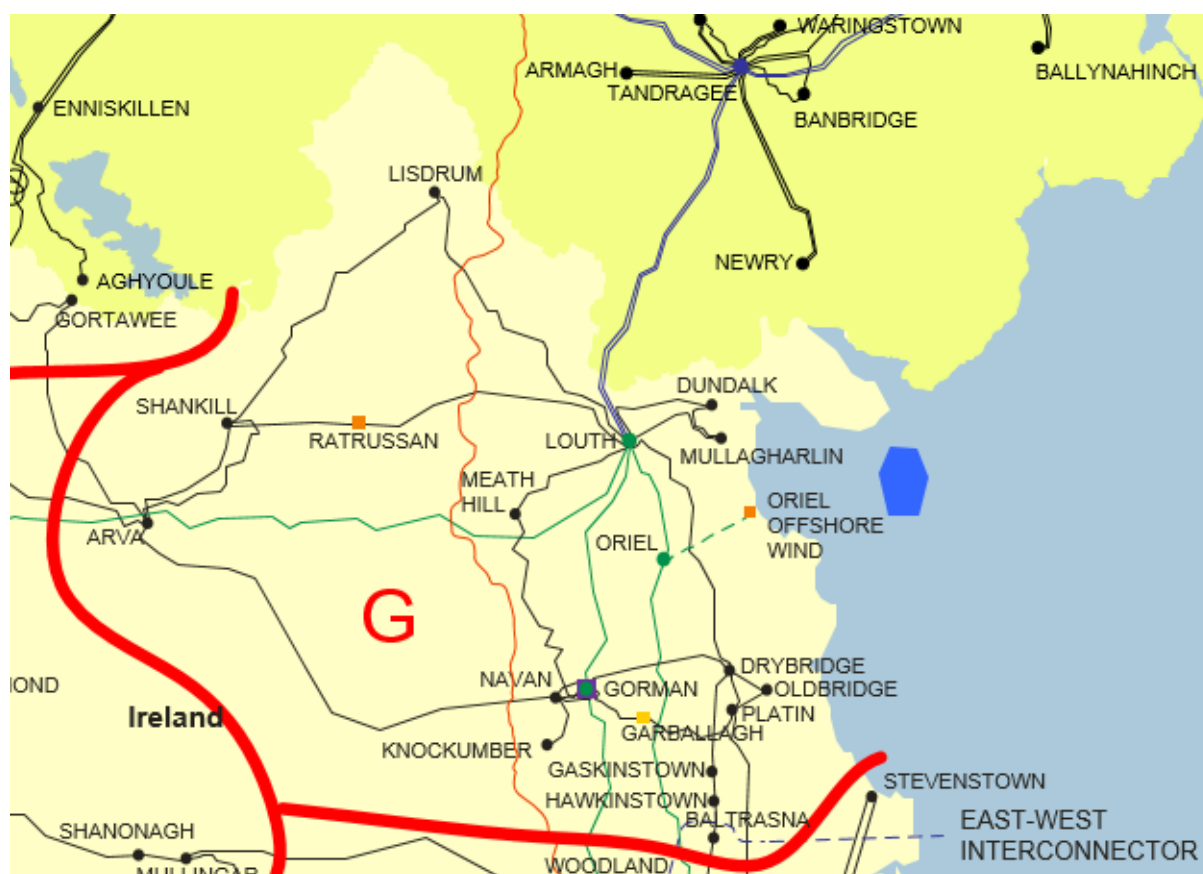 WARINGSTOWN
ARMAGH
TANDRAGEE
BALLYNAHINCH
ENNISKILLEN
BANBRIDGE
LISDRUM
NEWRY
AGHYOULE
GORTAWEE
DUNDALK
SHANKILL
RATRUSSAN
LOUTH
MULLAGHARLIN
MEATH
HILL
ORIEL
OFFSHORE
WIND
ARVA
ORIEL
G
DRYBRIDGE
NAVAN
GORMAN
OLDBRIDGE
MOND
Ireland
PLATIN
GARBALLAGH
KNOCKUMBER
GASKINSTOWN
STEVENSTOWN
HAWKINSTOWN
BALTRASNA
EAST-WEST
INTERCONNECTOR
SHANONAGH
WOODLAND
MULLINGAR